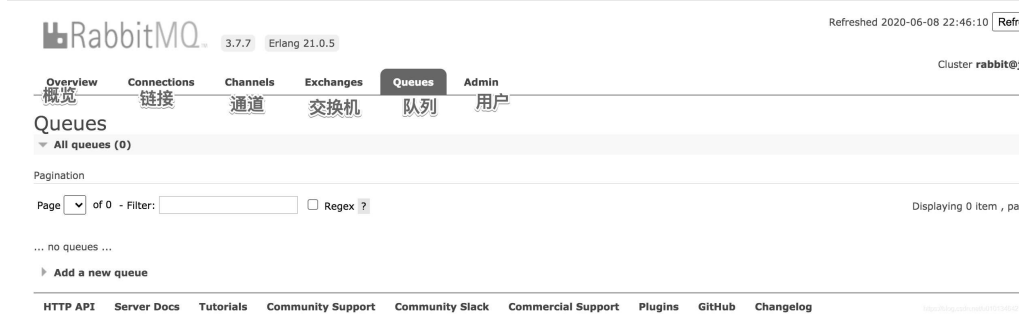 Refreshed 2020-06-08 22:46:10 Refr
RabbitMQ. 3.7.7 Erlang 21.0.5
Cluster rabbit@
Overview Connections Channels Exchanges Queues Admin
概览 链接 通道 交换机 队列 用户
Queues
All queues (0)
Pagination
Page of 0 - Filter: Regex ?
Displaying 0 item , pa
... no queues ...
Add a new queue
HTTP API Server Docs Tutorials Community Support Community Slack Commercial Support Plugins GitHub Changelog